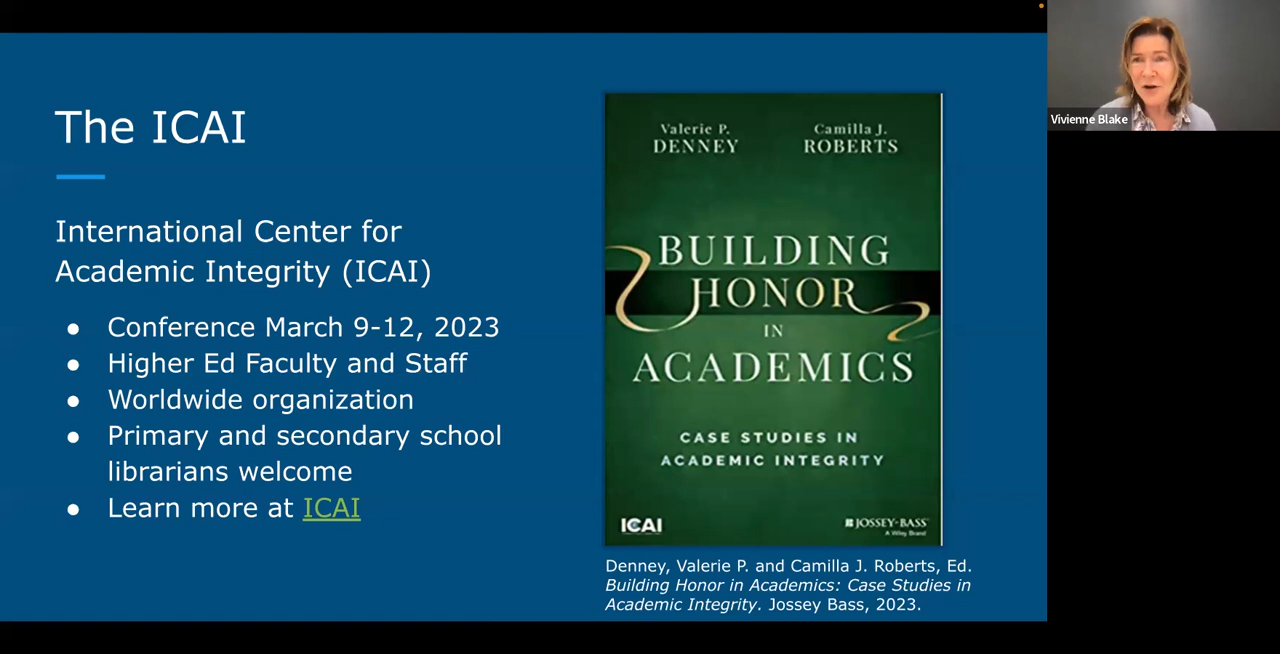 The ICAI
International Center for
Academic Integrity (ICAI)
● Conference March 9-12, 2023
● Higher Ed Faculty and Staff
● Worldwide organization
● Primary and secondary school
librarians welcome
● Learn more at ICAI
Valerie P.
DENNEY
Camilla J.
ROBERTS
BUILDING
HONOR
IN
ACADEMICS
CASE STUDIES IN
ACADEMIC INTEGRITY
ICAI
JOSSEY-BASS
A Wiley Brand
Denney, Valerie P. and Camilla J. Roberts, Ed.
Building Honor in Academics: Case Studies in
Academic Integrity. Jossey Bass, 2023.
Vivienne Blake